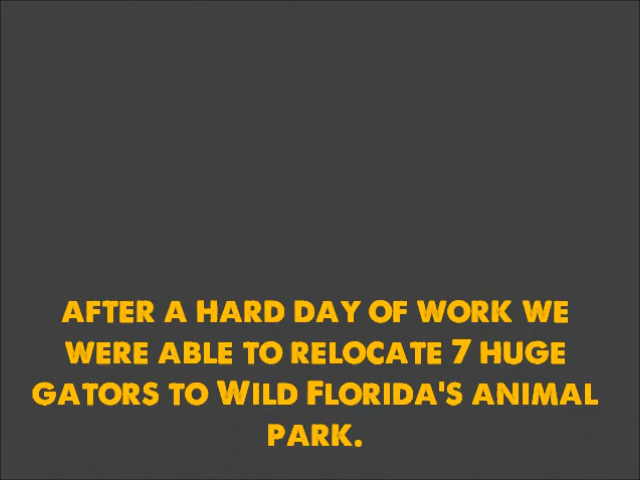 AFTER A HARD DAY OF WORK WE
WERE ABLE TO RELOCATE 7 HUGE
GATORS TO WILD FLORIDA'S ANIMAL
PARK.